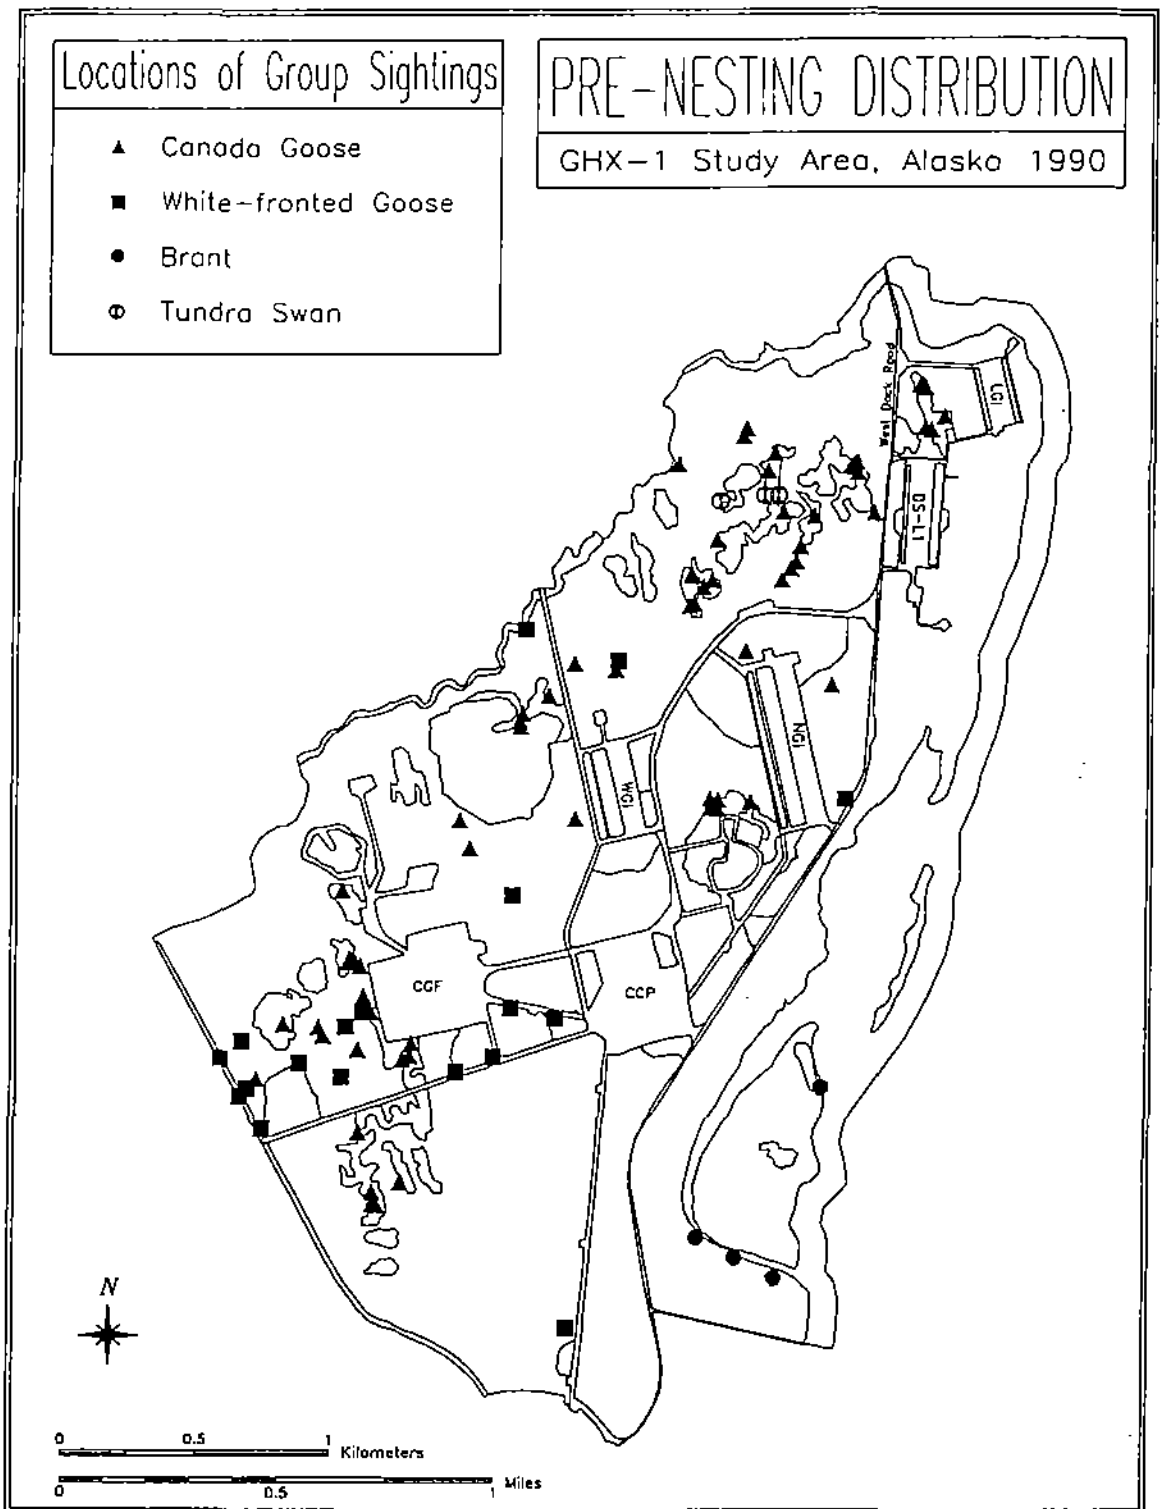 Locations of Group Sightings
Canada Goose
White-fronted Goose
Brant
Tundra Swan
PRE-NESTING DISTRIBUTION
GHX-1 Study Area, Alaska 1990
West Dock Road
LGI
DS-L1
NGI
WGI
CGF
CCP
N
0 0.5 1 Kilometers
0 0.5 1 Miles